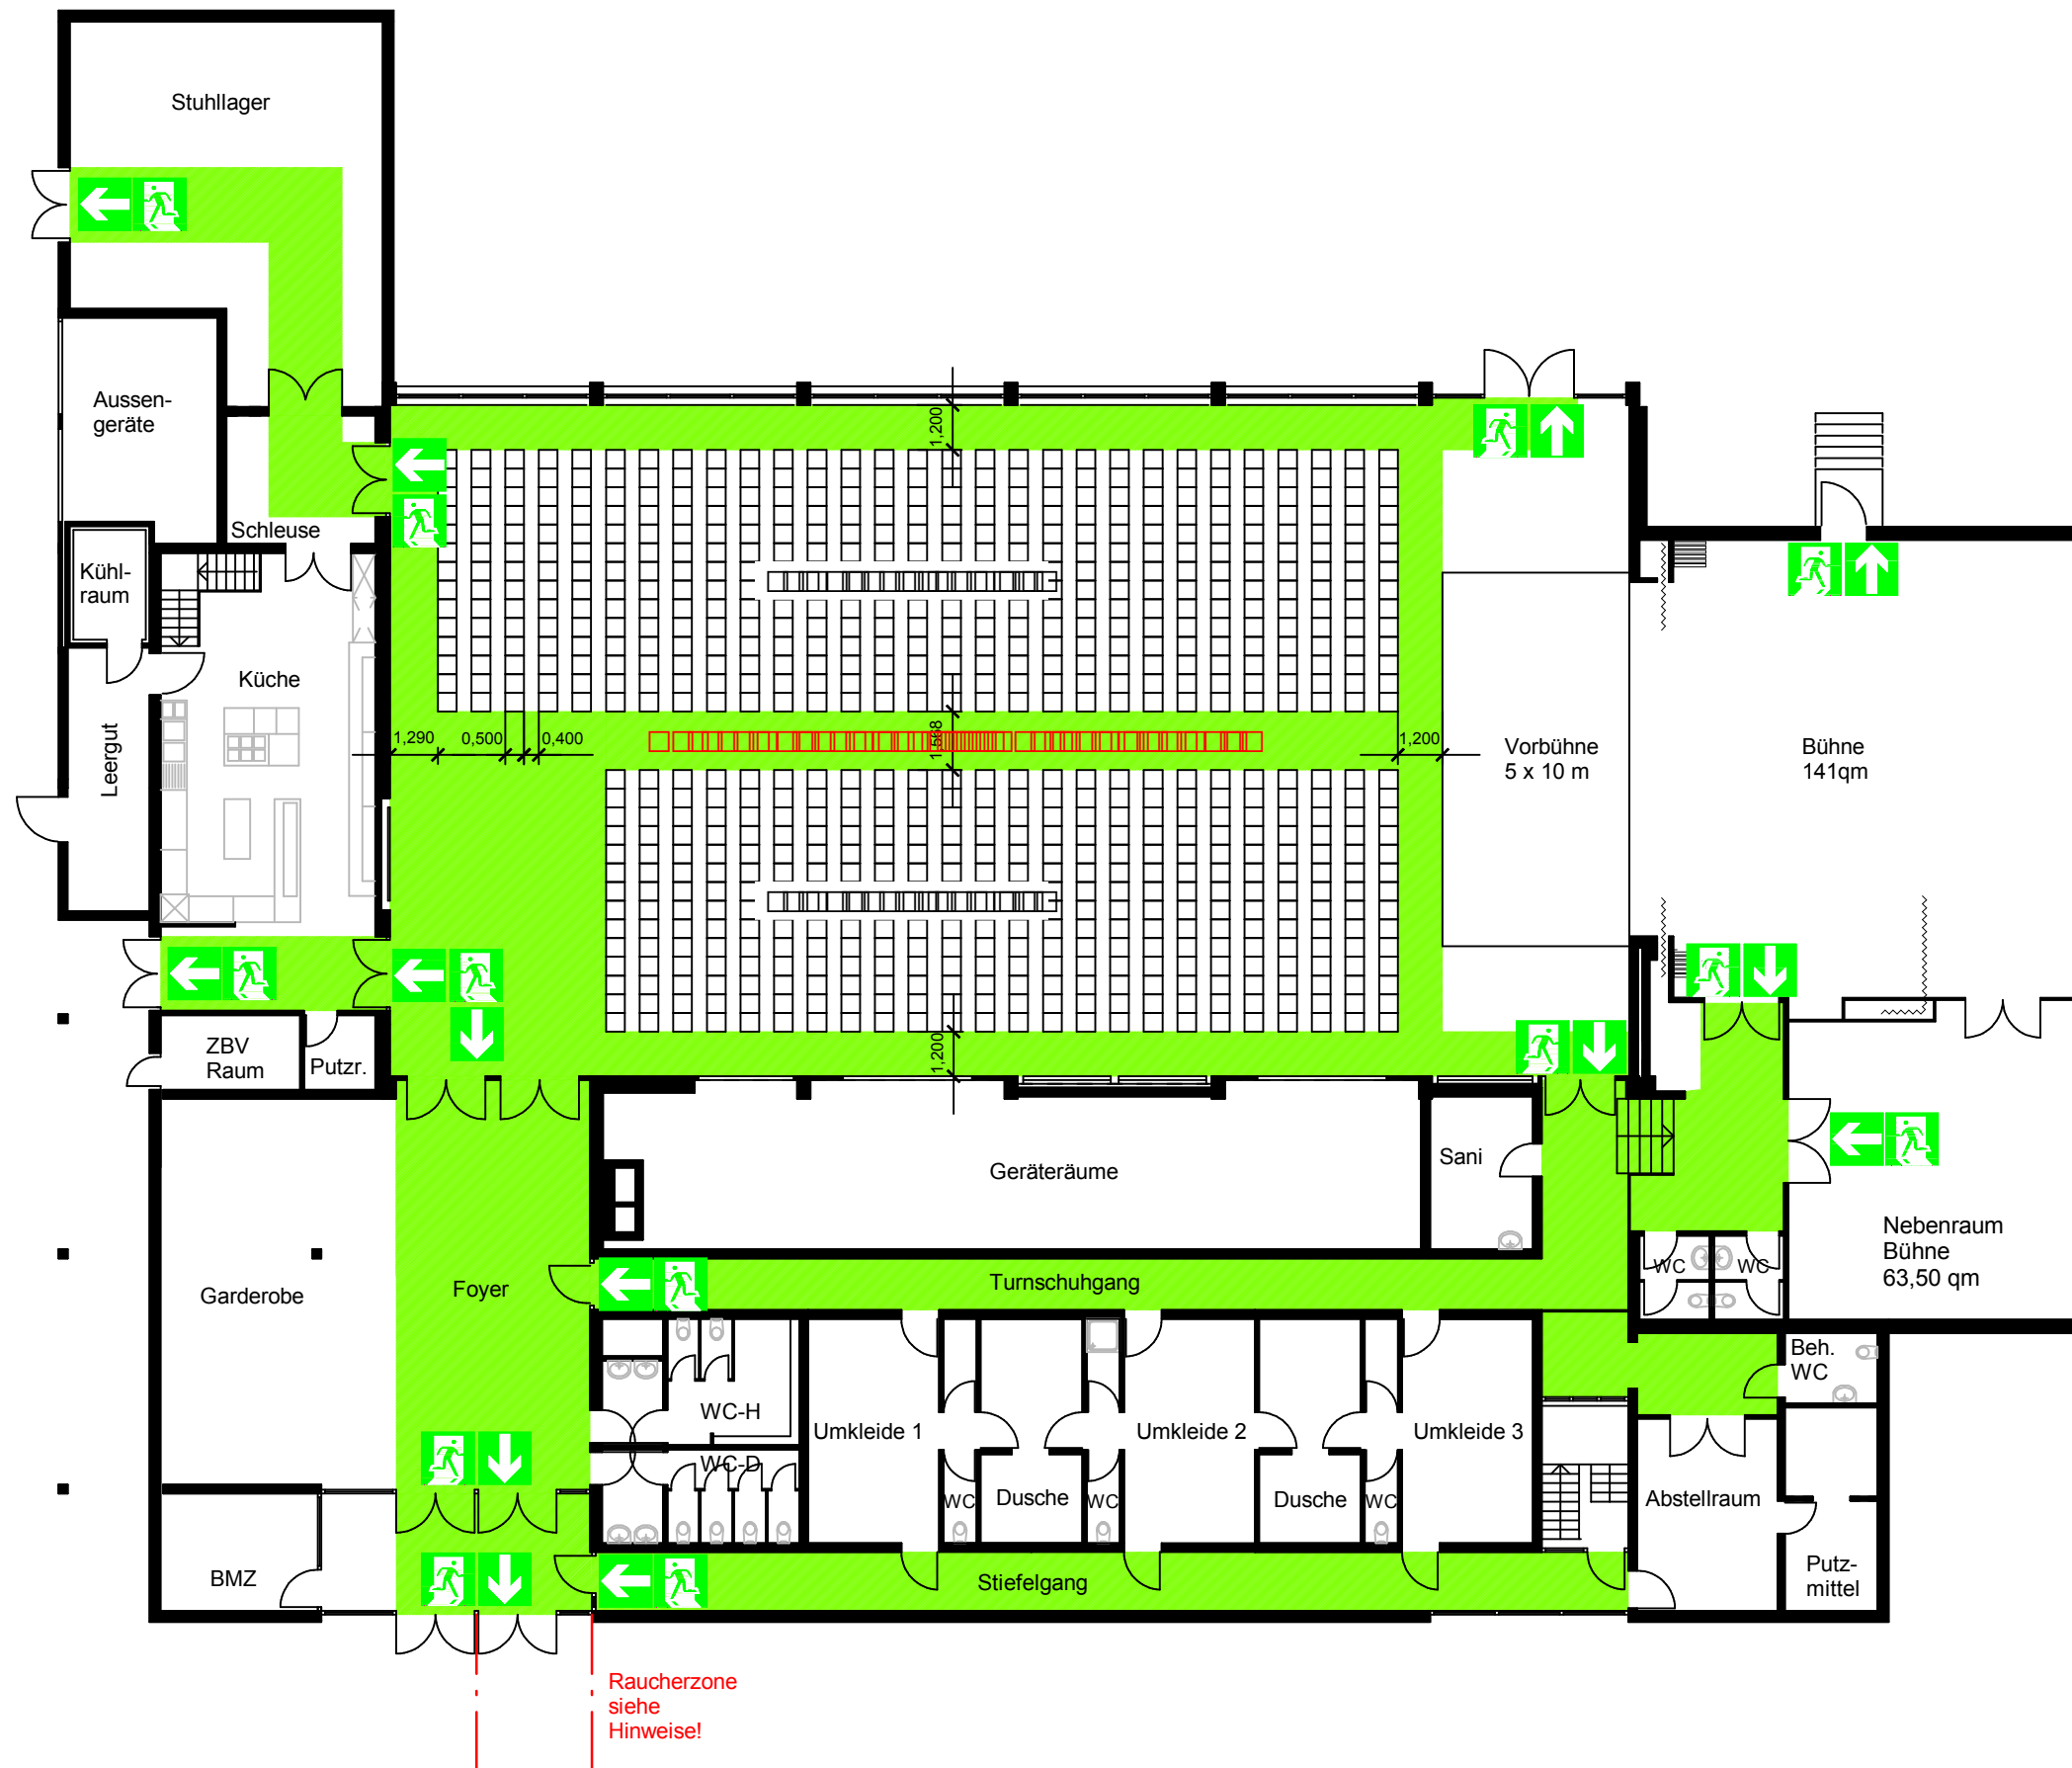 Stuhllager
Aussen-
geräte
Schleuse
Kühl-
raum
Küche
Leergut
1,200
1,290
0,500
0,400
1,568
1,200
Vorbühne
5 x 10 m
Bühne
141qm
1,200
ZBV
Raum
Putzr.
Geräteräume
Sani
Nebenraum
Bühne
63,50 qm
WC
WC
Garderobe
Foyer
Turnschuhgang
Beh.
WC
WC-H
Umkleide 1
Umkleide 2
Umkleide 3
WC-D
WC
Dusche
WC
Dusche
WC
Abstellraum
BMZ
Stiefelgang
Putz-
mittel
Raucherzone
siehe
Hinweise!